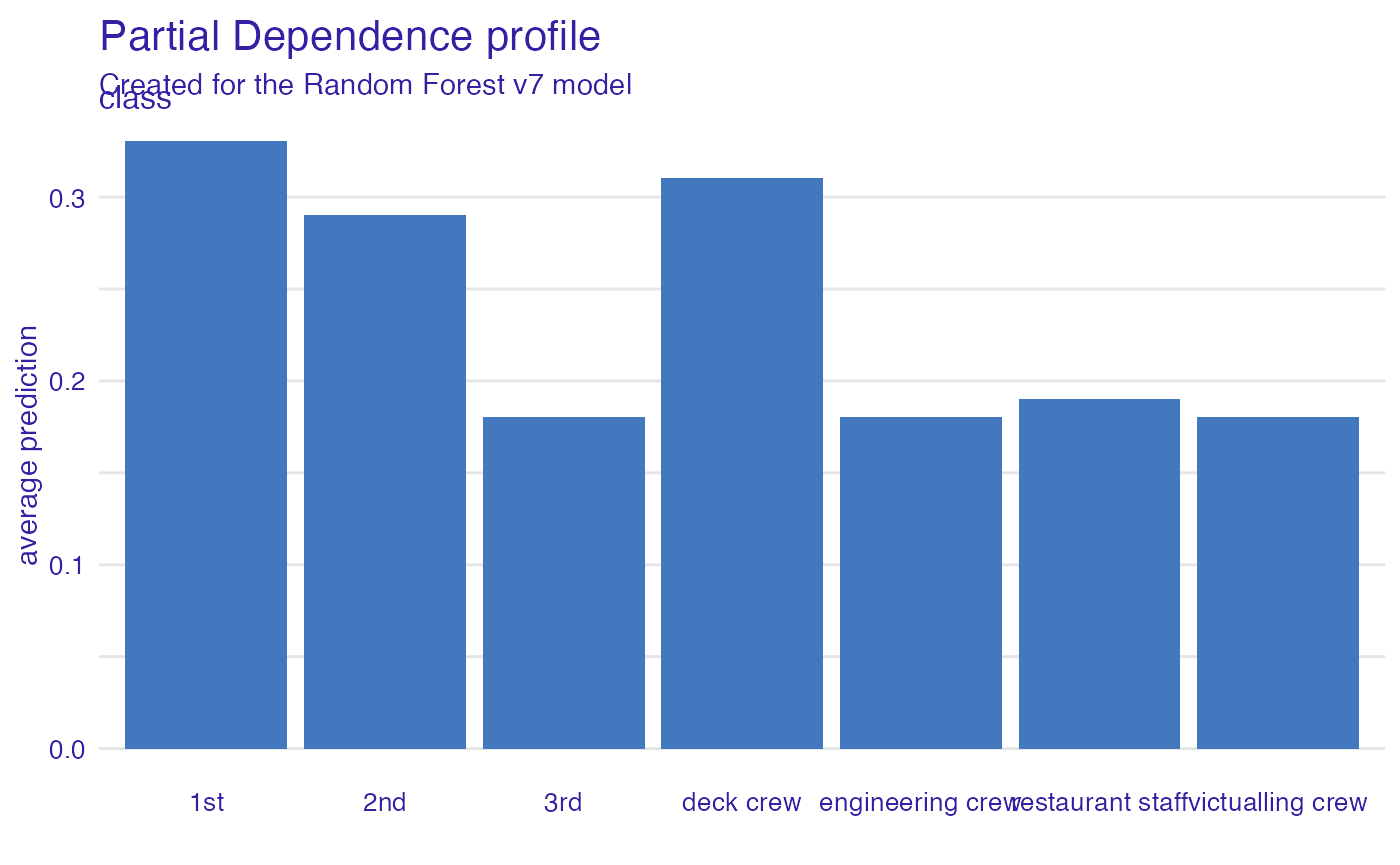 Partial Dependence profile
Created for the Random Forest v7 model
class
average prediction
0.3
0.2
0.1
0.0
1st 2nd 3rd deck crew engineering crew restaurant staff victualling crew